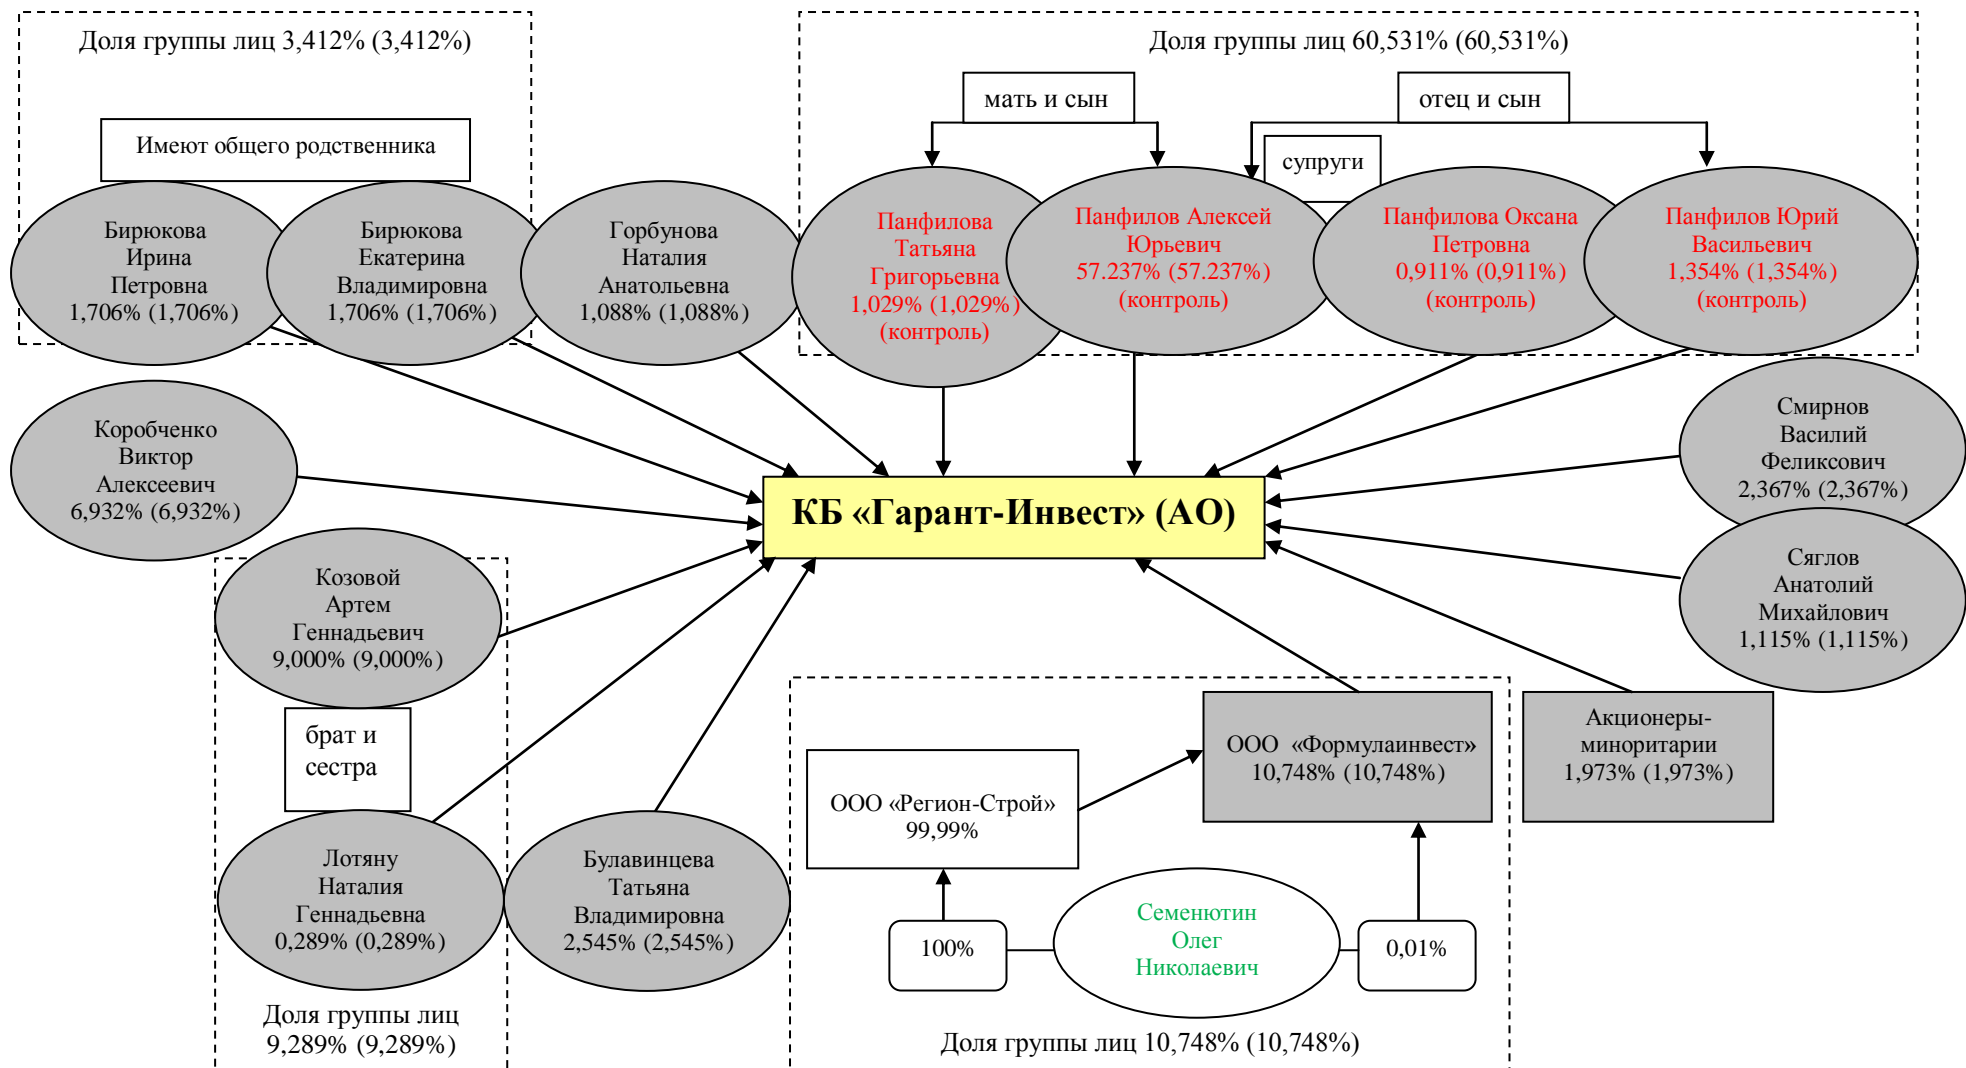 Доля группы лиц 3,412% (3,412%)
Доля группы лиц 60,531% (60,531%)
мать и сын
отец и сын
Имеют общего родственника
супруги
Бирюкова
Ирина
Петровна
1,706% (1,706%)
Бирюкова
Екатерина
Владимировна
1,706% (1,706%)
Горбунова
Наталия
Анатольевна
1,088% (1,088%)
Панфилова
Татьяна
Григорьевна
1,029% (1,029%)
(контроль)
Панфилов Алексей
Юрьевич
57.237% (57.237%)
(контроль)
Панфилова Оксана
Петровна
0,911% (0,911%)
(контроль)
Панфилов Юрий
Васильевич
1,354% (1,354%)
(контроль)
Коробченко
Виктор
Алексеевич
6,932% (6,932%)
КБ «Гарант-Инвест» (АО)
Смирнов
Василий
Феликсович
2,367% (2,367%)
Сяглов
Анатолий
Михайлович
1,115% (1,115%)
Козовой
Артем
Геннадьевич
9,000% (9,000%)
брат и
сестра
Лотяну
Наталия
Геннадьевна
0,289% (0,289%)
Доля группы лиц
9,289% (9,289%)
Булавинцева
Татьяна
Владимировна
2,545% (2,545%)
ООО «Регион-Строй»
99,99%
ООО «Формулаинвест»
10,748% (10,748%)
Акционеры-
миноритарии
1,973% (1,973%)
100%
Семенютин
Олег
Николаевич
0,01%
Доля группы лиц 10,748% (10,748%)